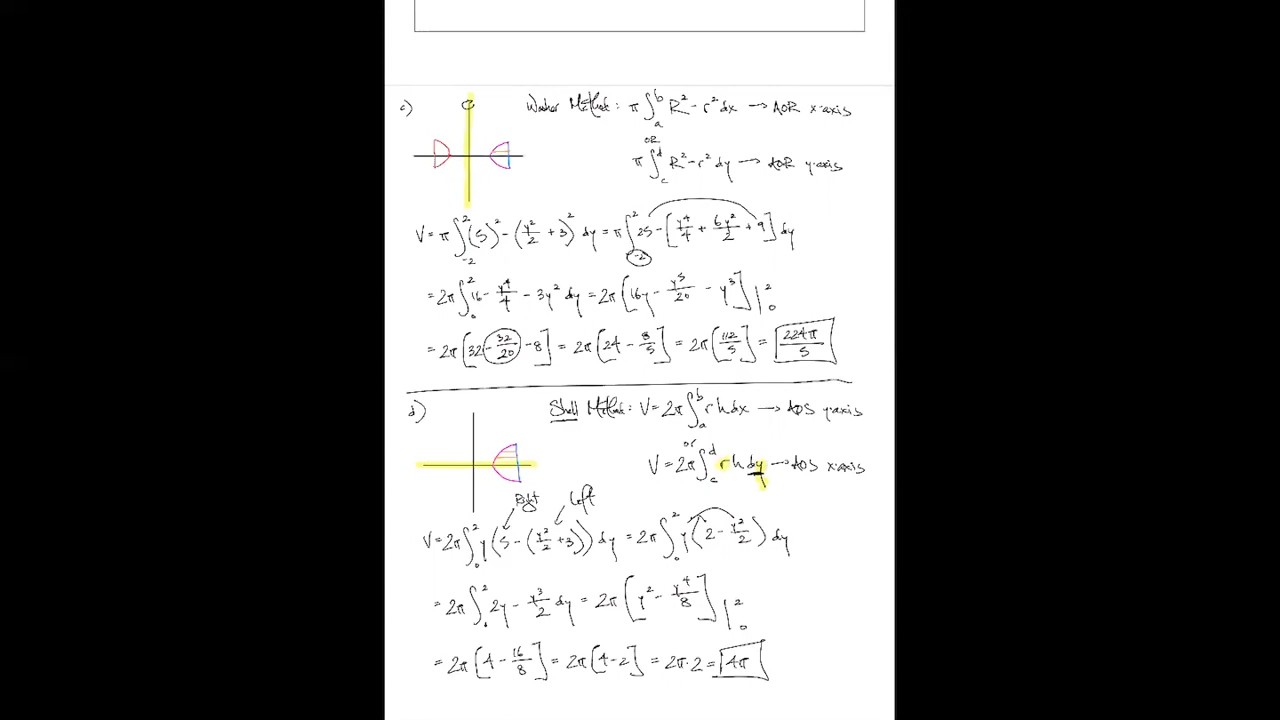 c) Washer Method: π∫_a^b R² - r² dx → AOR x-axis
OR
π∫_c^d R² - r² dy → AOR y-axis
V = π∫_{-2}^2 (5)² - (y²/2 + 3)² dy = π∫_{-2}^2 25 - [y⁴/4 + 6y²/2 + 9] dy
= 2π∫_0^2 16 - y⁴/4 - 3y² dy = 2π[16y - y⁵/20 - y³]|_0^2
= 2π[32 - 32/20 - 8] = 2π[24 - 8/5] = 2π[112/5] = 224π/5
d) Shell Method: V = 2π∫_a^b r h dx → AOS y-axis
or
V = 2π∫_c^d r h dy → AOS x-axis
Right Left
V = 2π∫_0^2 y(5 - (y²/2 + 3)) dy = 2π∫_0^2 y(2 - y²/2) dy
= 2π∫_0^2 2y - y³/2 dy = 2π[y² - y⁴/8]|_0^2
= 2π[4 - 16/8] = 2π[4-2] = 2π·2 = 4π